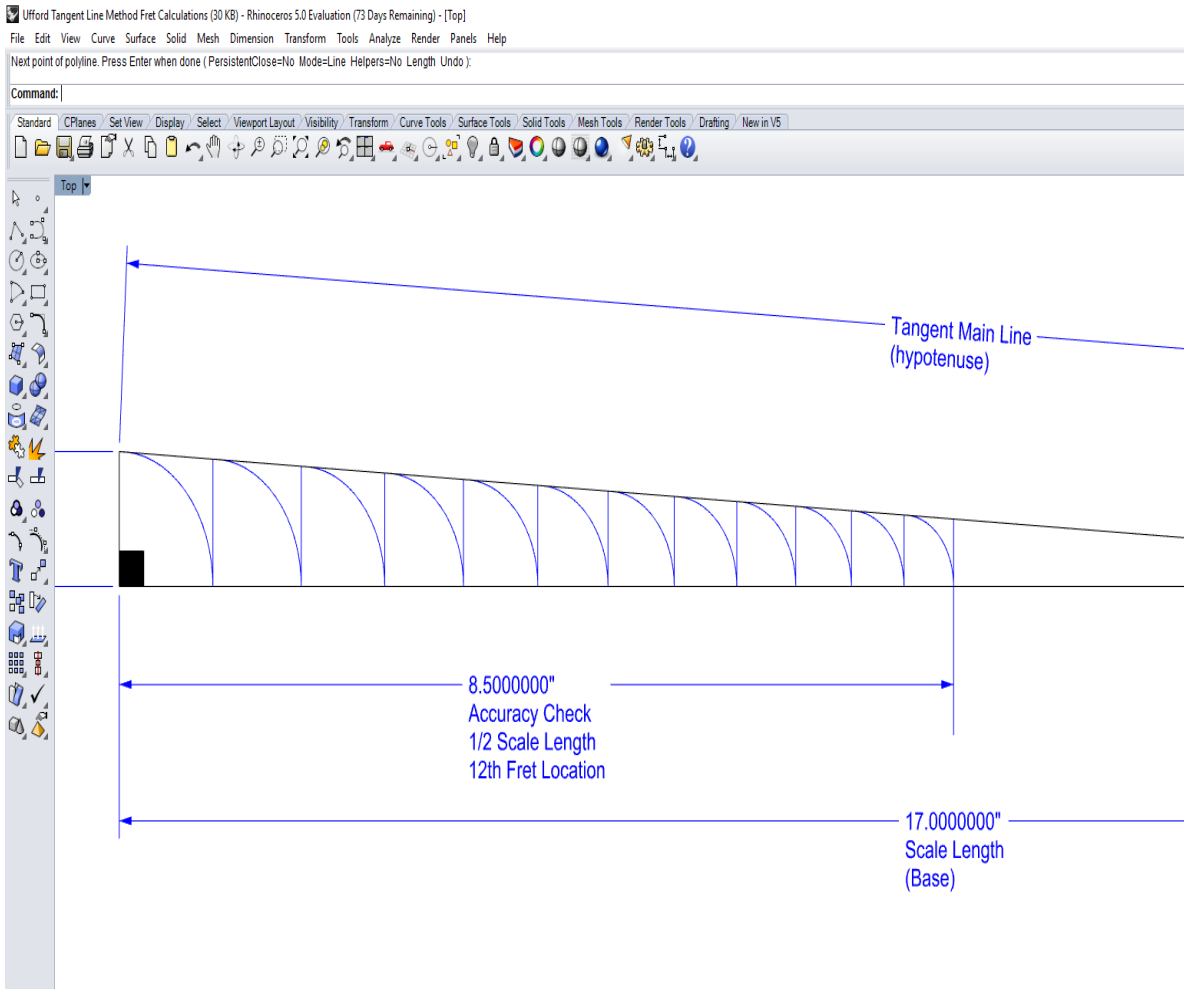 Ufford Tangent Line Method Fret Calculations (30 KB) - Rhinoceros 5.0 Evaluation (73 Days Remaining) - [Top]
File Edit View Curve Surface Solid Mesh Dimension Transform Tools Analyze Render Panels Help
Next point of polyline. Press Enter when done ( PersistentClose=No Mode=Line Helpers=No Length Undo ):
Command:
Standard CPlanes Set View Display Select Viewport Layout Visibility Transform Curve Tools Surface Tools Solid Tools Mesh Tools Render Tools Drafting New in V5
Top
Tangent Main Line
(hypotenuse)
8.5000000"
Accuracy Check
1/2 Scale Length
12th Fret Location
17.0000000"
Scale Length
(Base)